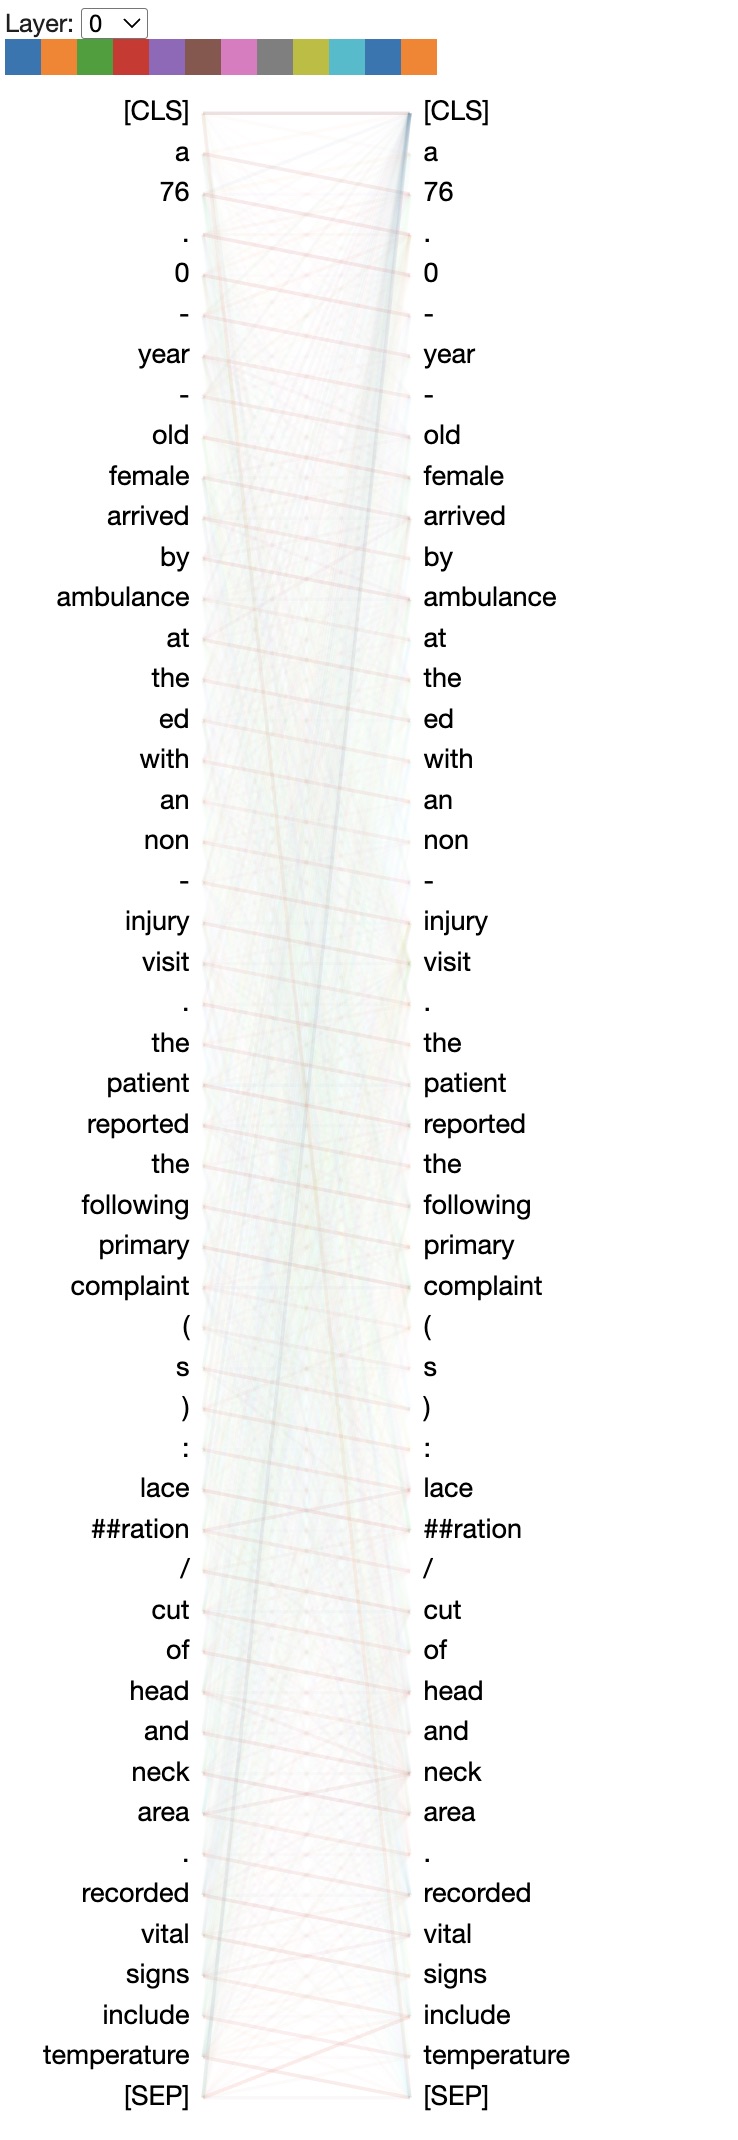 Layer: 0
[CLS] [CLS]
a a
76 76
. .
0 0
- -
year year
- -
old old
female female
arrived arrived
by by
ambulance ambulance
at at
the the
ed ed
with with
an an
non non
- -
injury injury
visit visit
. .
the the
patient patient
reported reported
the the
following following
primary primary
complaint complaint
( (
s s
) )
: :
lace lace
##ration ##ration
/ /
cut cut
of of
head head
and and
neck neck
area area
. .
recorded recorded
vital vital
signs signs
include include
temperature temperature
[SEP] [SEP]